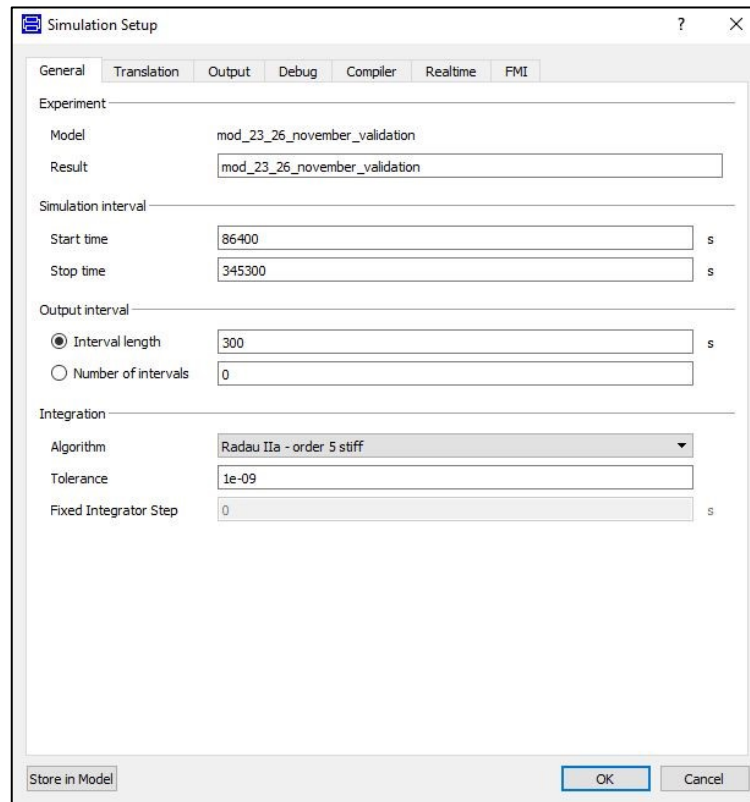 Simulation Setup ? ×
General Translation Output Debug Compiler Realtime FMI
Experiment
Model mod_23_26_november_validation
Result mod_23_26_november_validation
Simulation interval
Start time 86400 s
Stop time 345300 s
Output interval
Interval length 300 s
Number of intervals 0
Integration
Algorithm Radau IIa - order 5 stiff
Tolerance 1e-09
Fixed Integrator Step 0 s
Store in Model OK Cancel